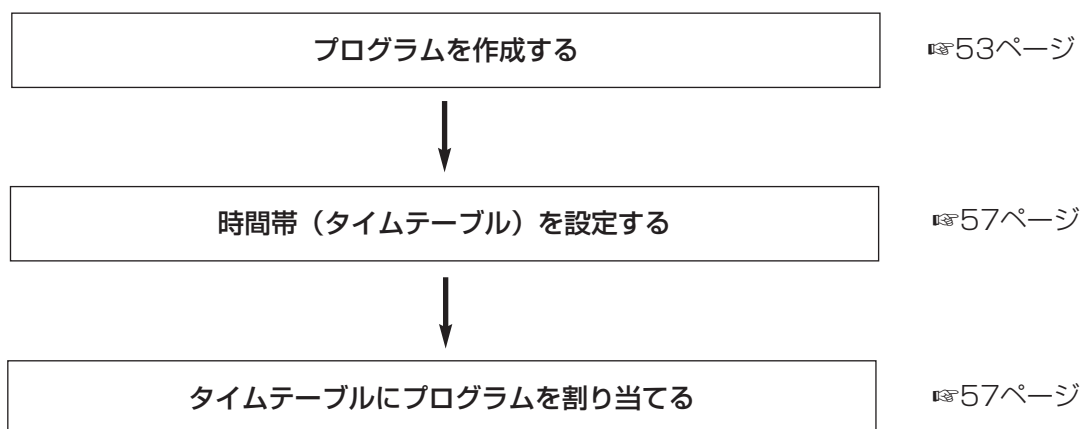 プログラムを作成する ☞53ページ
時間帯（タイムテーブル）を設定する ☞57ページ
タイムテーブルにプログラムを割り当てる ☞57ページ